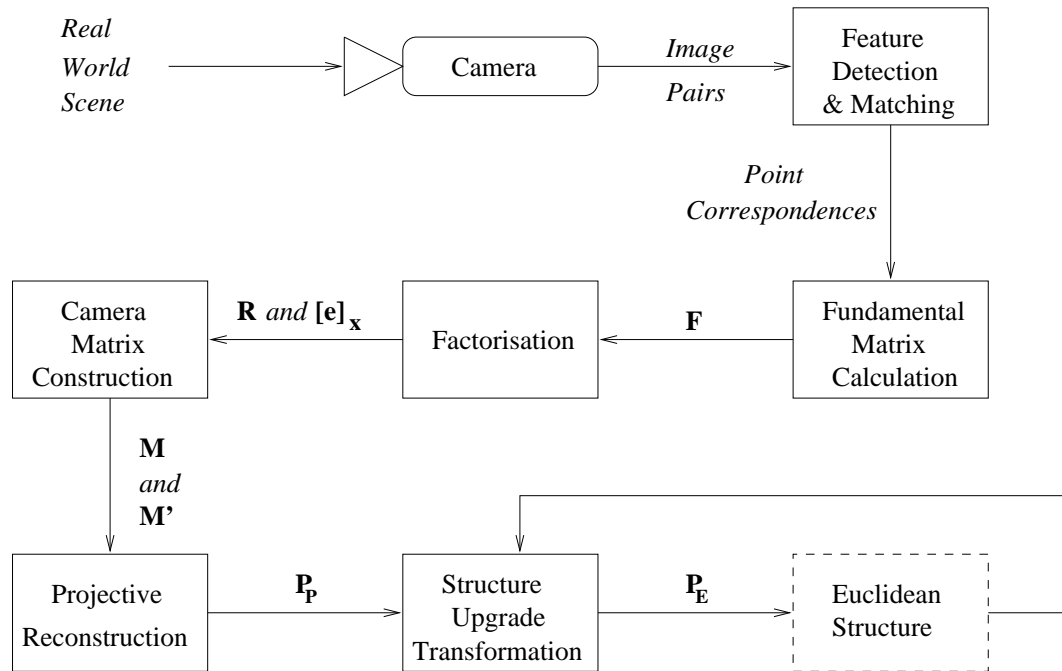 Real
World
Scene
Camera
Image
Pairs
Feature
Detection
& Matching
Point
Correspondences
Camera
Matrix
Construction
R and [e]x
Factorisation
F
Fundamental
Matrix
Calculation
M
and
M'
Projective
Reconstruction
PP
Structure
Upgrade
Transformation
PE
Euclidean
Structure